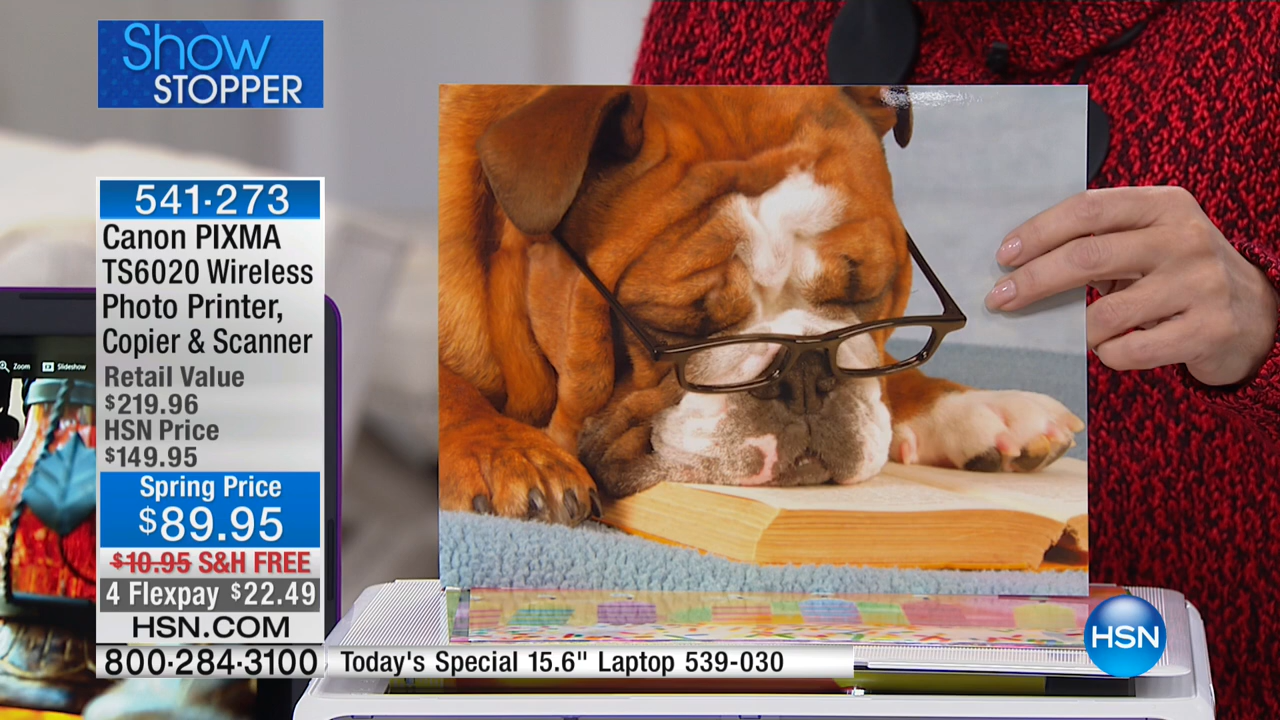 Show
STOPPER
541·273
Canon PIXMA
TS6020 Wireless
Photo Printer,
Copier & Scanner
Retail Value
$219.96
HSN Price
$149.95
Spring Price
$89.95
$10.95 S&H FREE
4 Flexpay $22.49
HSN.COM
800·284·3100
Today's Special 15.6" Laptop 539-030
HSN
Zoom
Slideshow